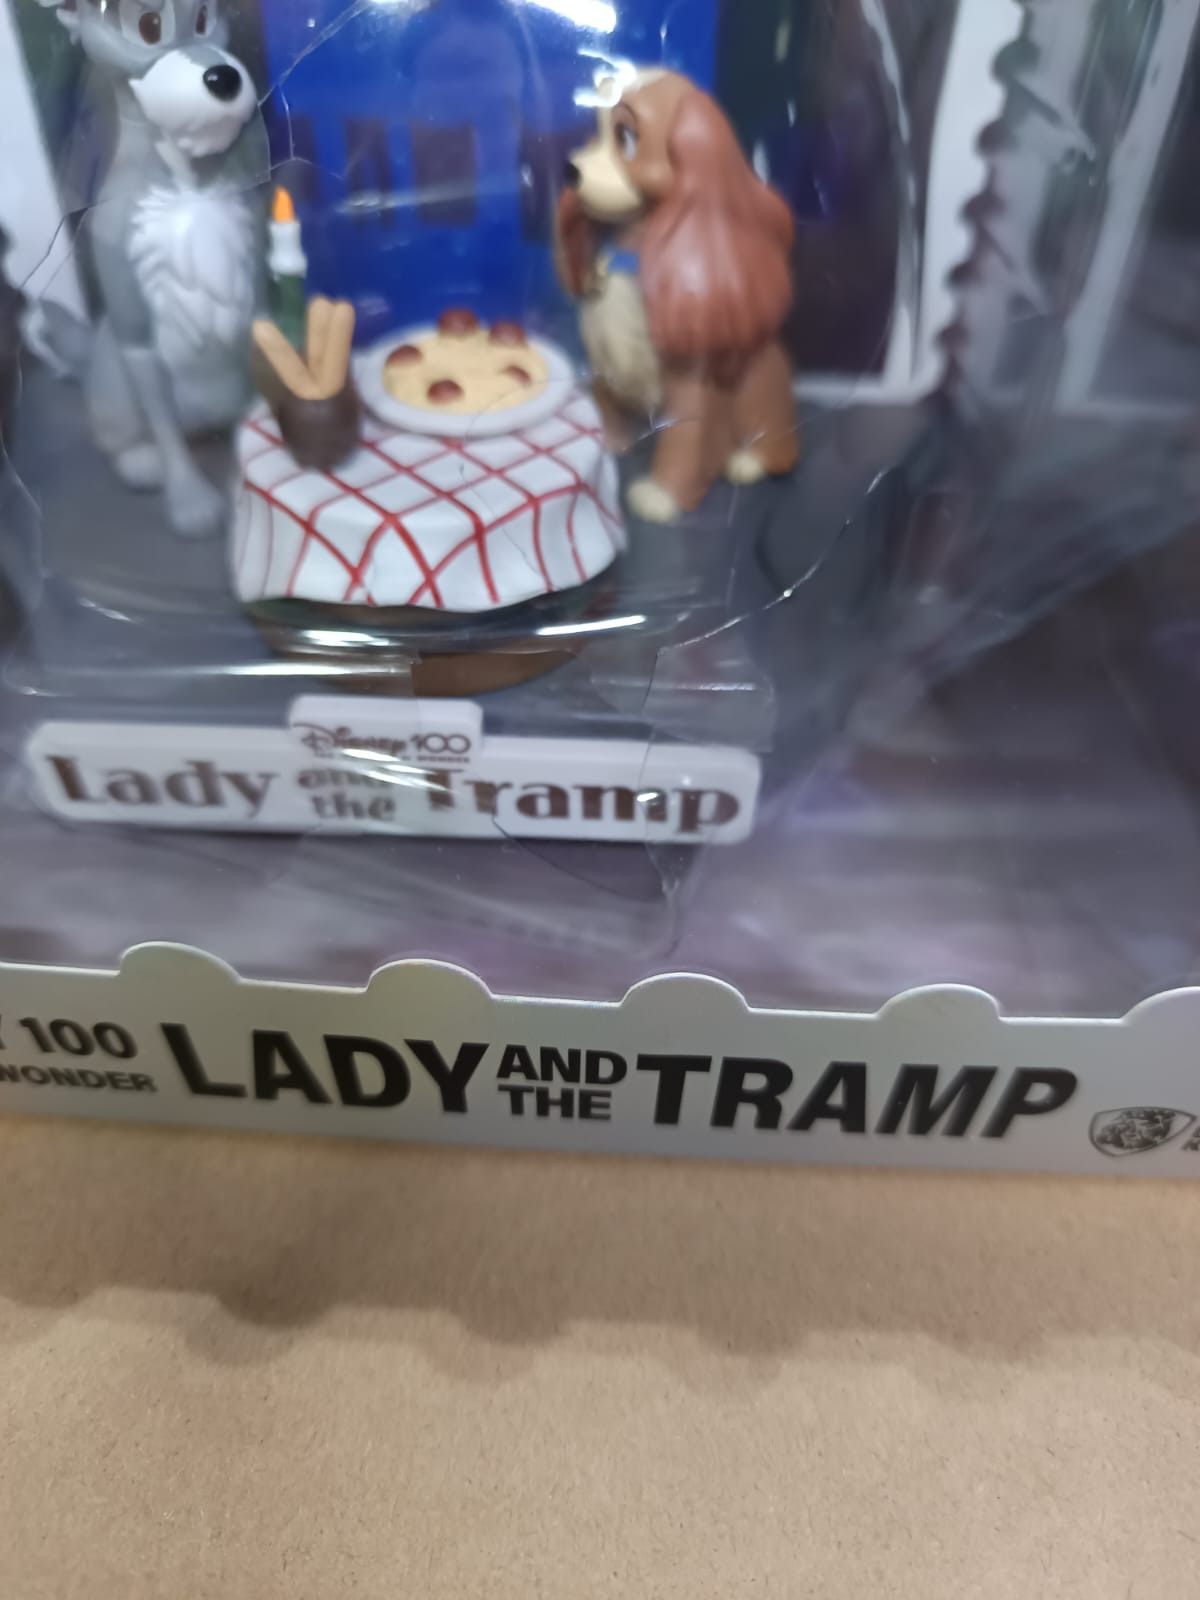 Disney 100
Lady and the Tramp
100
WONDER
LADY AND THE TRAMP